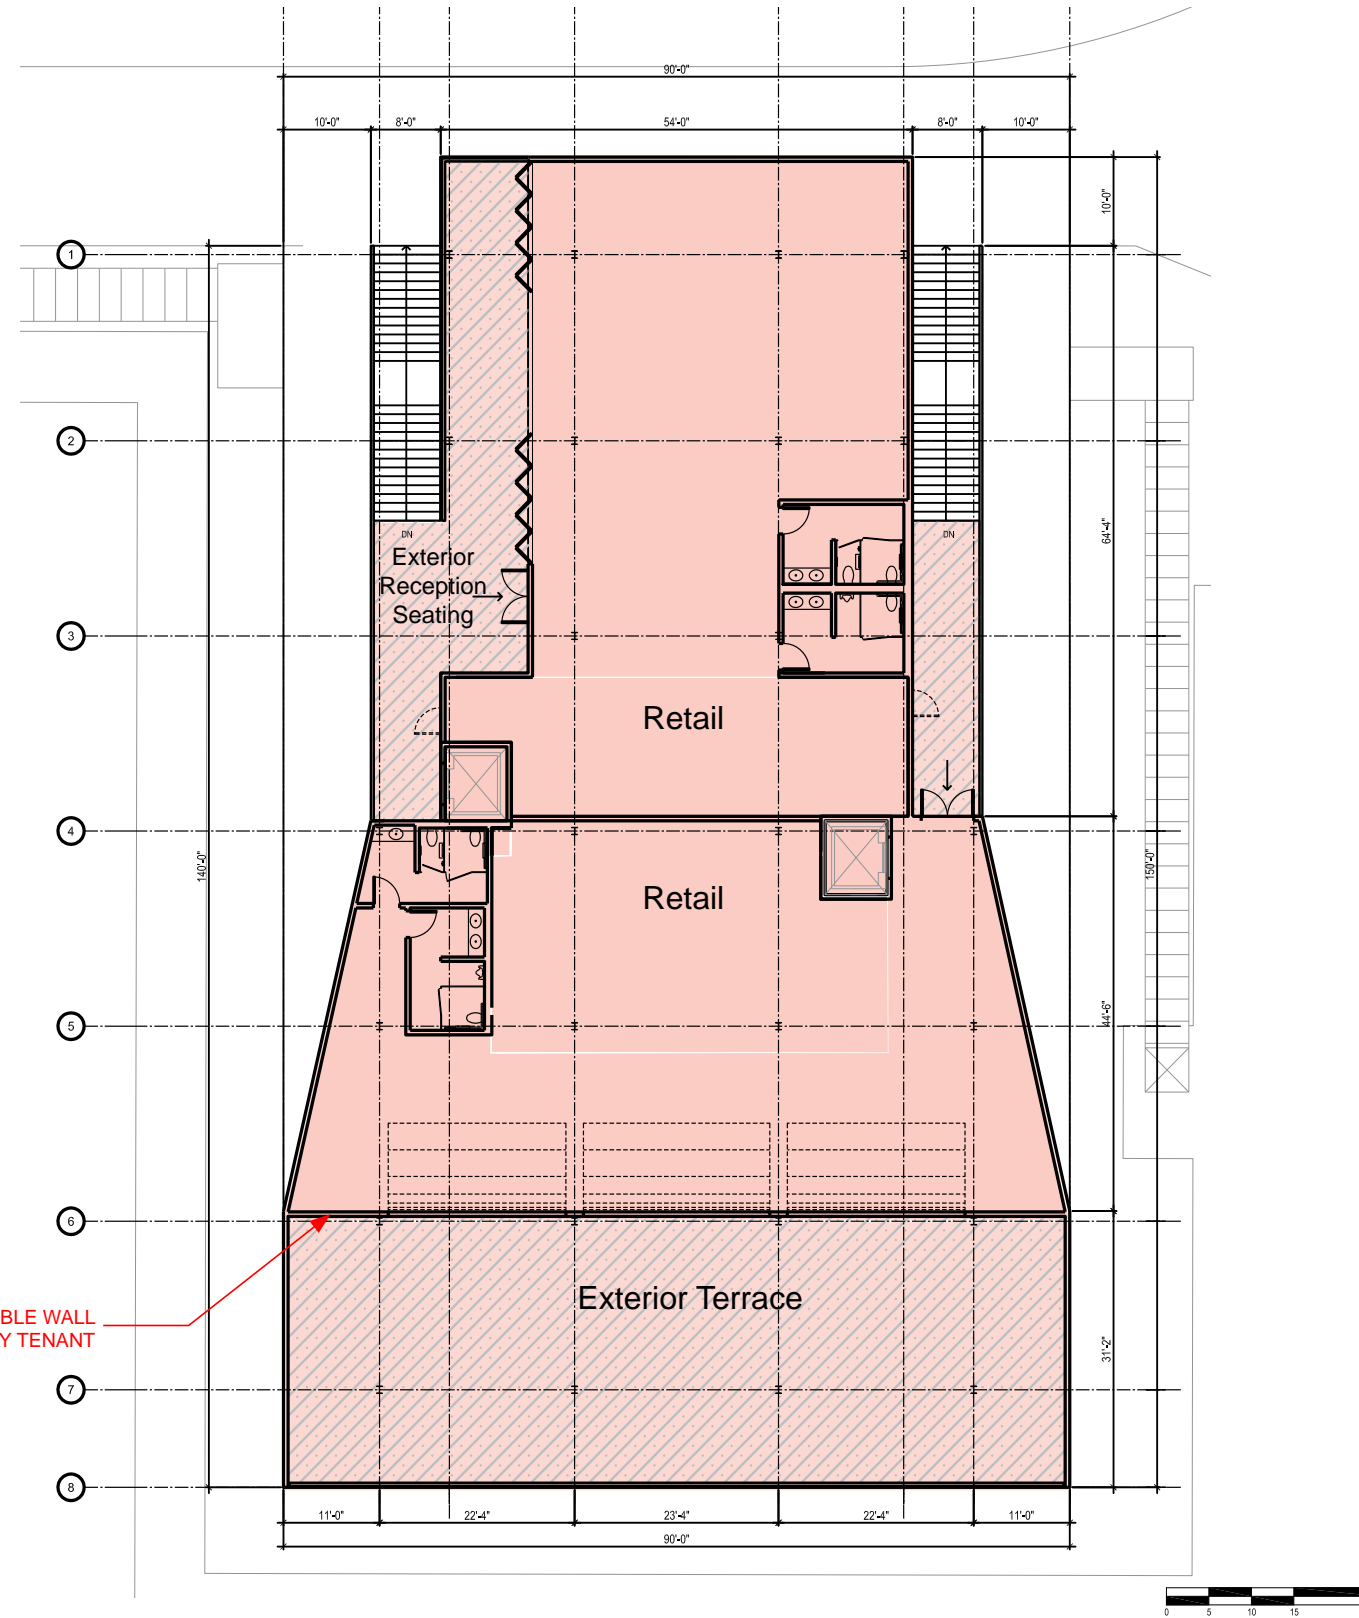 90'-0"
10'-0" 8'-0" 54'-0" 8'-0" 10'-0"
10'-0"
1
2
64'-4"
DN DN
Exterior
Reception
Seating
3
Retail
4
140'-0"
150'-0"
Retail
44'-6"
5
6
Exterior Terrace
BLE WALL
Y TENANT
31'-2"
7
8
11'-0" 22'-4" 23'-4" 22'-4" 11'-0"
90'-0"
0 5 10 15